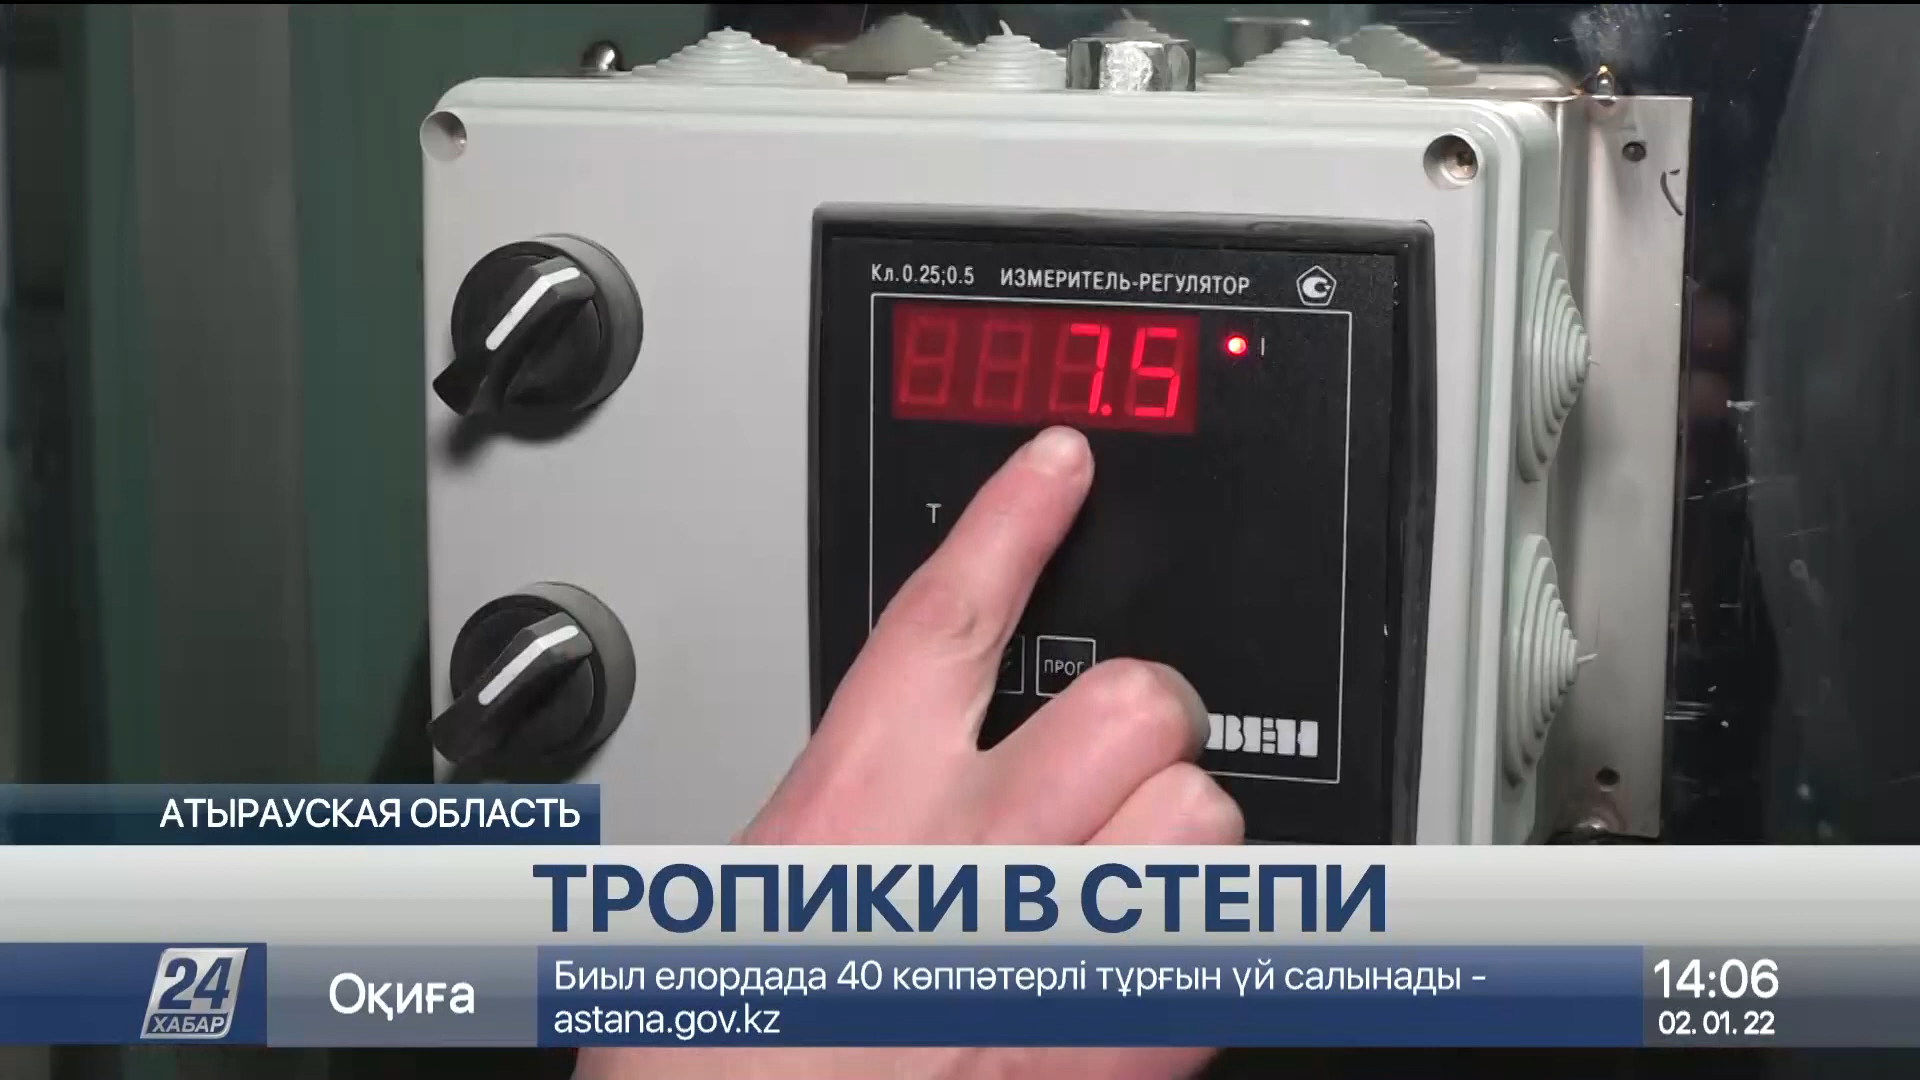 Кл. 0.25;0.5 ИЗМЕРИТЕЛЬ-РЕГУЛЯТОР
7.5
I
T
ПРОГ
ВЕН
АТЫРАУСКАЯ ОБЛАСТЬ
ТРОПИКИ В СТЕПИ
24
ХАБАР
Оқиға
Биыл елордада 40 көппәтерлі тұрғын үй салынады -
astana.gov.kz
14:06
02. 01. 22